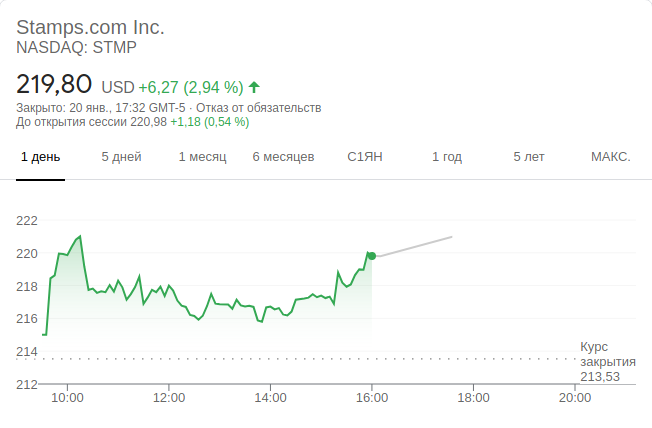 Stamps.com Inc.
NASDAQ: STMP
219,80 USD +6,27 (2,94 %)
Закрыто: 20 янв., 17:32 GMT-5 · Отказ от обязательств
До открытия сессии 220,98 +1,18 (0,54 %)
1 день 5 дней 1 месяц 6 месяцев С1ЯН 1 год 5 лет МАКС.
222
220
218
216
214
212
Курс
закрытия
213,53
10:00 12:00 14:00 16:00 18:00 20:00